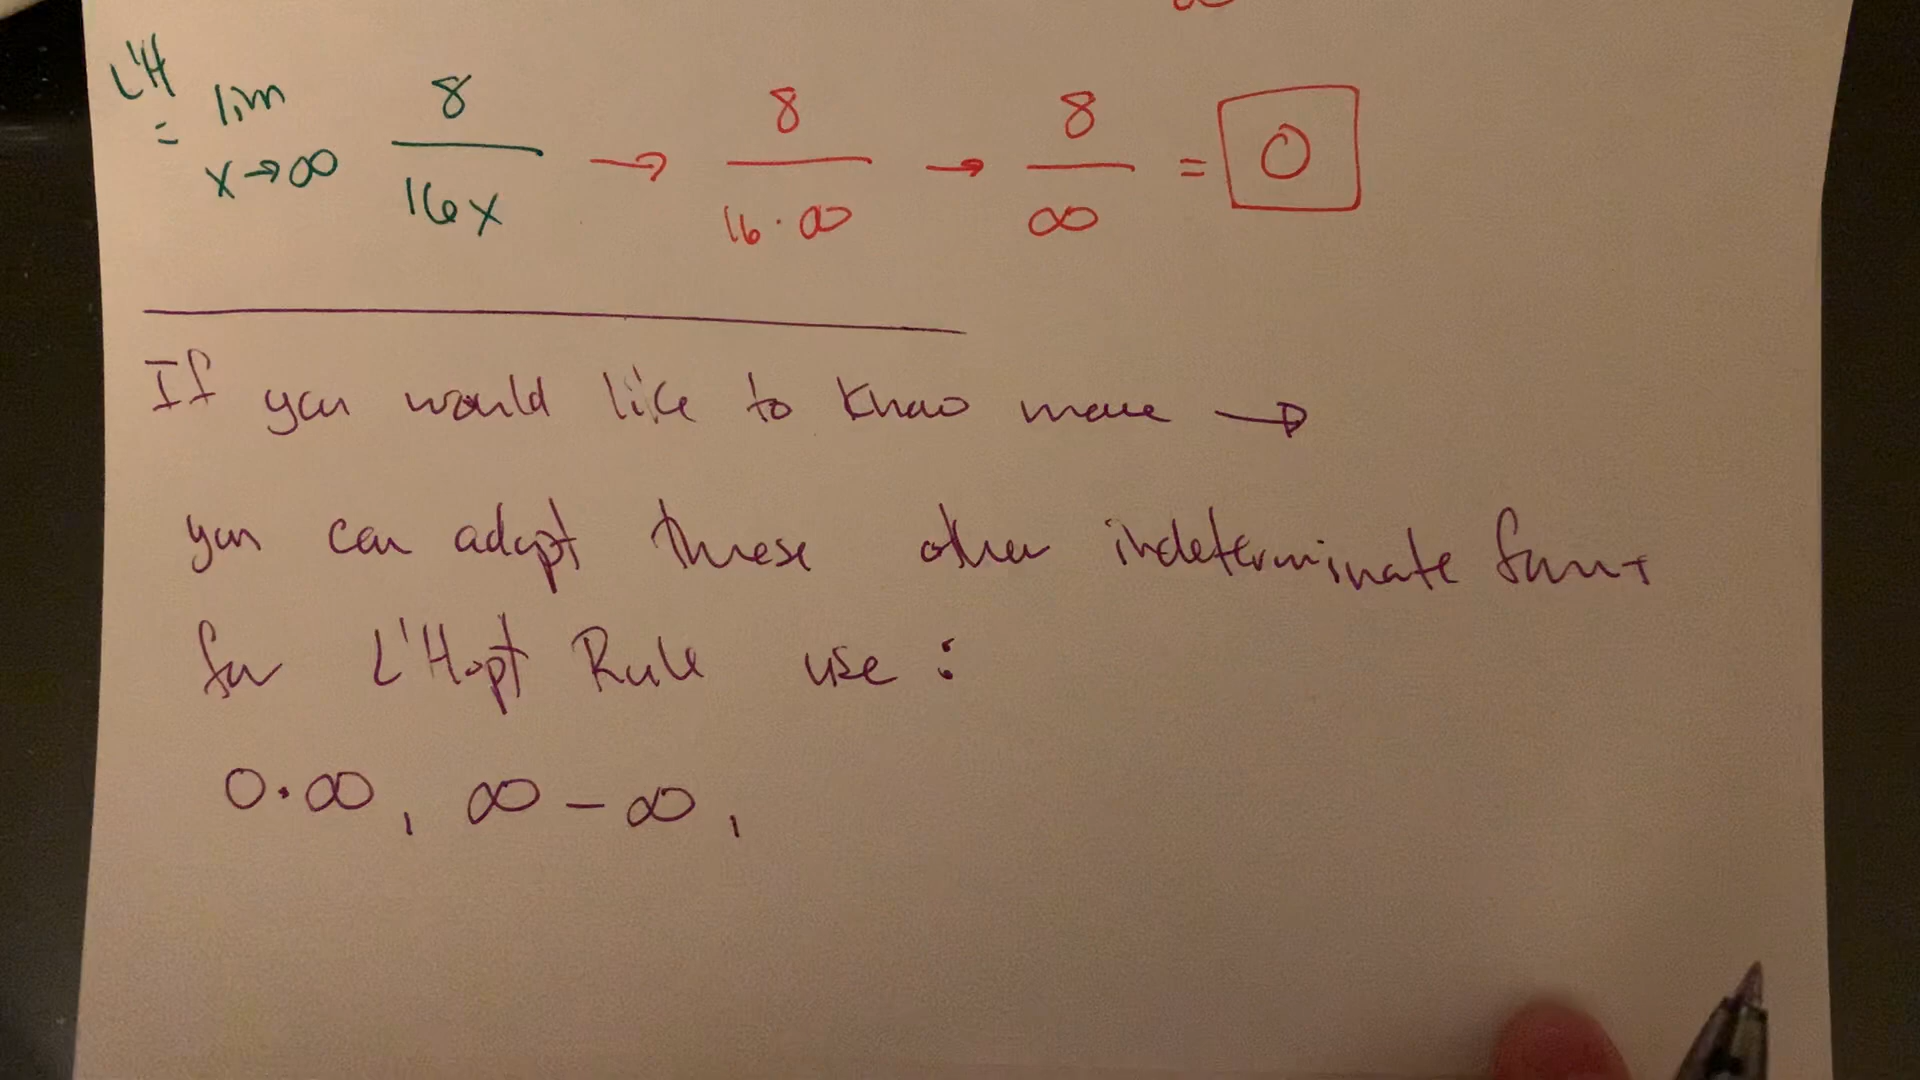 L'H = lim x→∞ 8/16x → 8/16·∞ → 8/∞ = 0
If you would like to know more →
you can adapt these other indeterminate forms
for L'Hopt Rule use :
0·∞, ∞ − ∞,